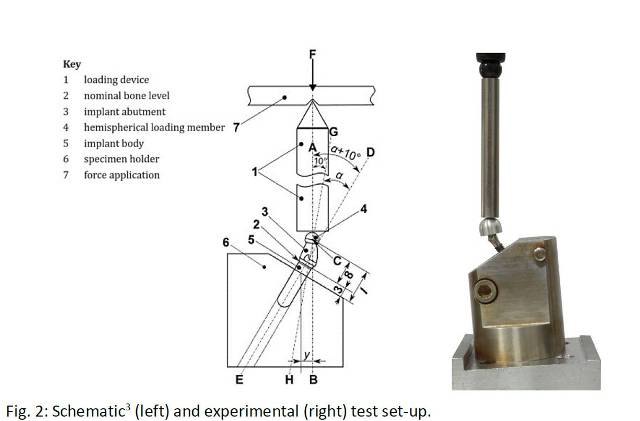 F
Key
1 loading device
2 nominal bone level
3 implant abutment
4 hemispherical loading member
5 implant body
6 specimen holder
7 force application
7
G
A
α+10°
D
10°
α
1
3
4
2
5
6
C
3
8
l
y
E
H
B
Fig. 2: Schematic³ (left) and experimental (right) test set-up.